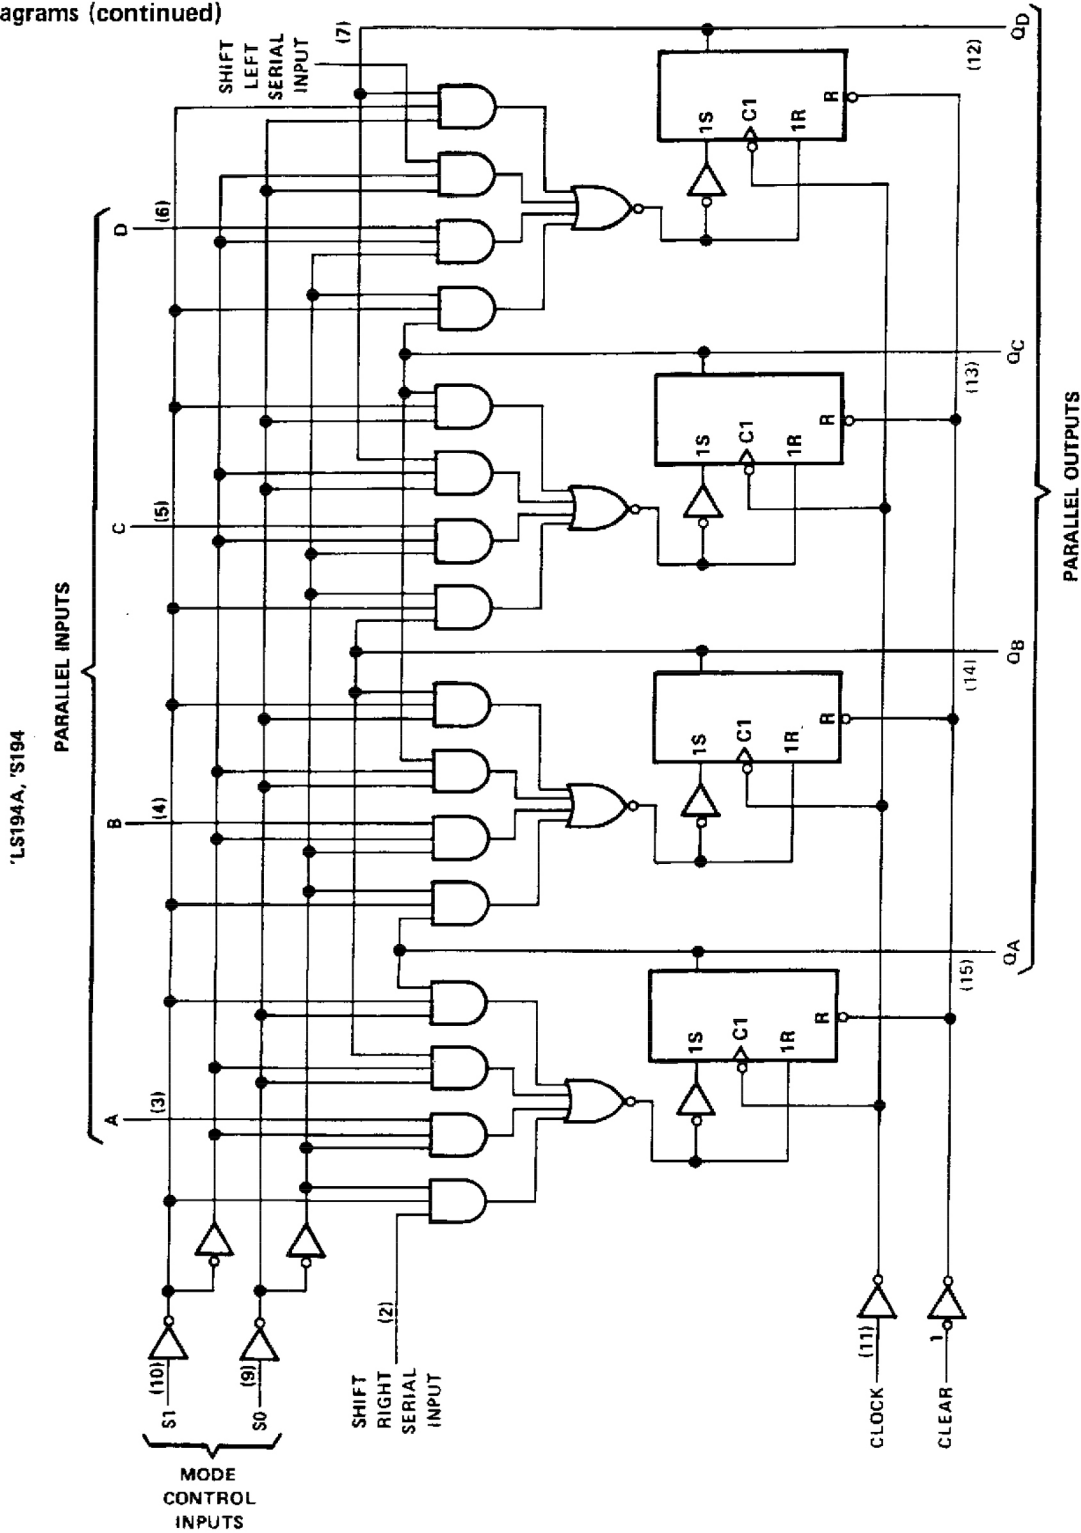 agrams (continued)
'LS194A, 'S194
PARALLEL INPUTS
SHIFT
LEFT
SERIAL
INPUT
(7)
D
(6)
C
(5)
B
(4)
A
(3)
QD
(12)
1S
C1
1R
R
QC
(13)
1S
C1
1R
R
QB
(14)
1S
C1
1R
R
QA
(15)
1S
C1
1R
R
PARALLEL OUTPUTS
S1
(10)
S0
(9)
MODE
CONTROL
INPUTS
SHIFT
RIGHT
SERIAL
INPUT
(2)
CLOCK
(11)
CLEAR
1